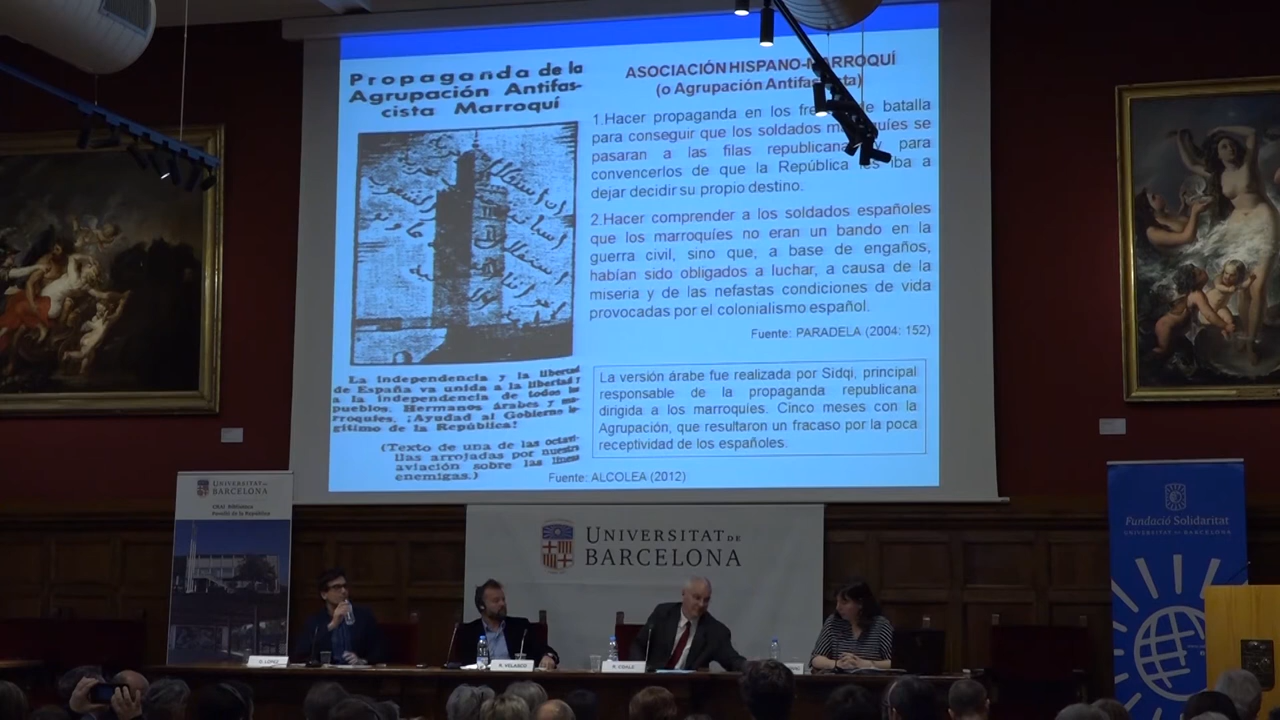 Propaganda de la
Agrupación Antifas-
cista Marroquí
La independencia y la libertad
de España va unida a la libertad y
a la independencia de todos los
pueblos. Hermanos árabes y ma-
rroquíes. ¡Ayudad al Gobierno le-
gítimo de la República!
(Texto de una de las octavi-
llas arrojadas por nuestra
aviación sobre las líneas
enemigas.)
ASOCIACIÓN HISPANO-MARROQUÍ
(o Agrupación Antifascista)
1.Hacer propaganda en los de batalla
para conseguir que los soldados marroquíes se
pasaran a las filas republicanas y para
convencerlos de que la República les iba a
dejar decidir su propio destino.
2.Hacer comprender a los soldados españoles
que los marroquíes no eran un bando en la
guerra civil, sino que, a base de engaños,
habían sido obligados a luchar, a causa de la
miseria y de las nefastas condiciones de vida
provocadas por el colonialismo español.
Fuente: PARADELA (2004: 152)
La versión árabe fue realizada por Sidqi, principal
responsable de la propaganda republicana
dirigida a los marroquíes. Cinco meses con la
Agrupación, que resultaron un fracaso por la poca
receptividad de los españoles.
Fuente: ALCOLEA (2012)
UNIVERSITAT DE
BARCELONA
CRAI Biblioteca
Pavelló de la República
UNIVERSITAT DE
BARCELONA
Fundació Solidaritat
UNIVERSITAT DE BARCELONA
G. LÓPEZ
R. VELASCO
P. VIDALE